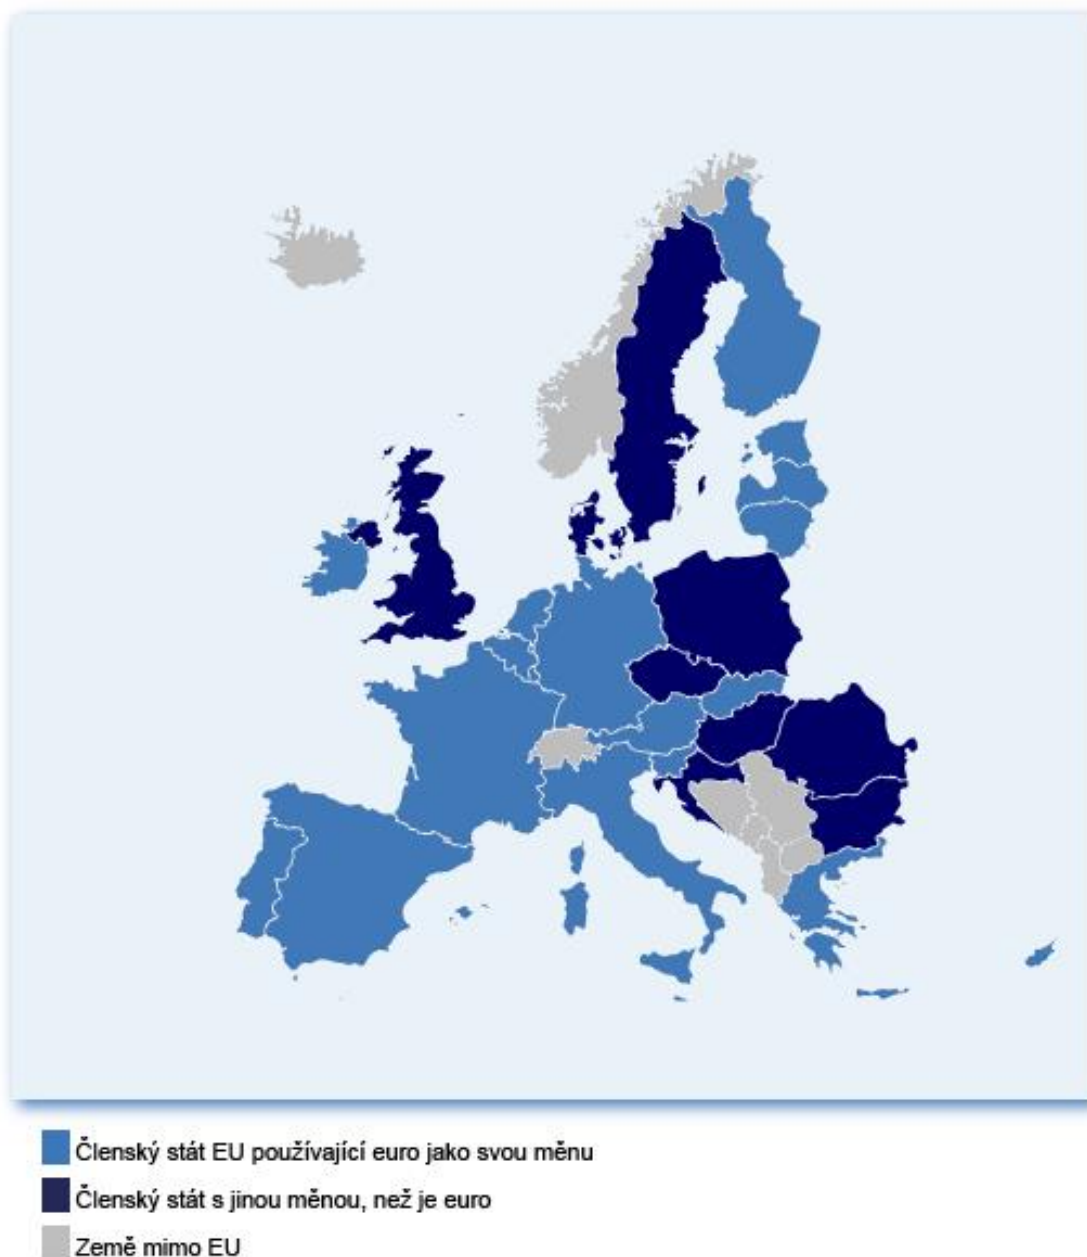 Členský stát EU používající euro jako svou měnu
Členský stát s jinou měnou, než je euro
Země mimo EU